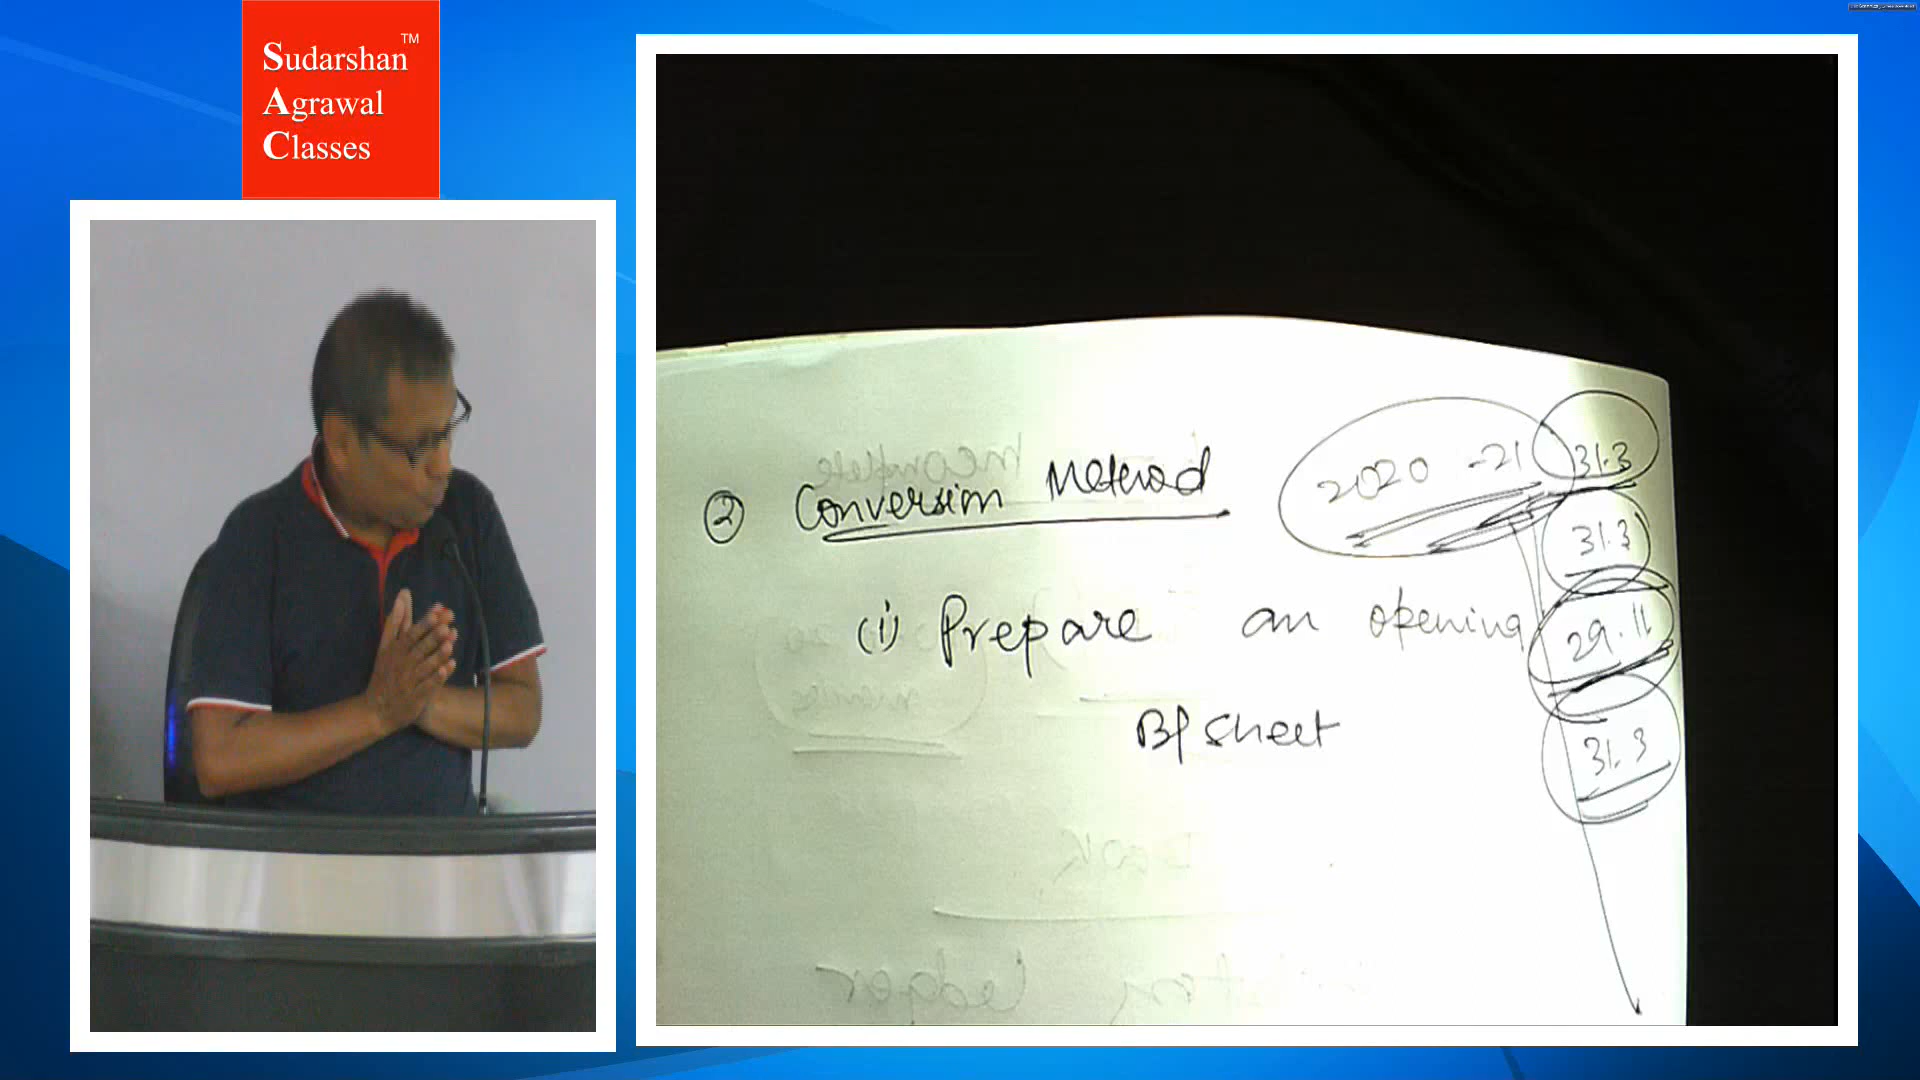 Sudarshan™
Agrawal
Classes
② Conversion Method 2020-21 31.3
31.3
(i) Prepare an opening 29.11
B/Sheet 31.3